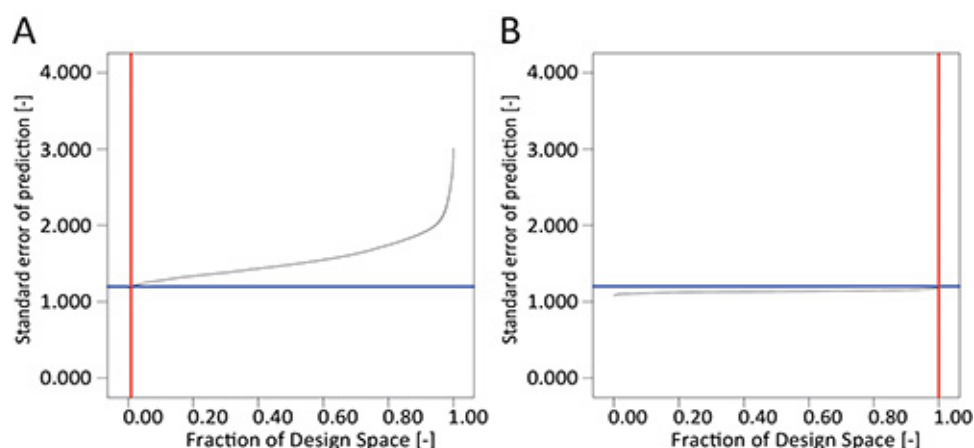 A
Standard error of prediction [-]
4.000
3.000
2.000
1.000
0.000
0.00 0.20 0.40 0.60 0.80 1.00
Fraction of Design Space [-]
B
Standard error of prediction [-]
4.000
3.000
2.000
1.000
0.000
0.00 0.20 0.40 0.60 0.80 1.00
Fraction of Design Space [-]